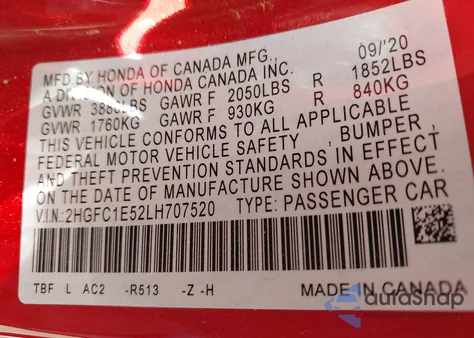 MFD BY HONDA OF CANADA MFG., 09/'20
A DIVISION OF HONDA CANADA INC.
GVWR 3880LBS GAWR F 2050LBS R 1852LBS
GVWR 1760KG GAWR F 930KG R 840KG
THIS VEHICLE CONFORMS TO ALL APPLICABLE
FEDERAL MOTOR VEHICLE SAFETY , BUMPER ,
AND THEFT PREVENTION STANDARDS IN EFFECT
ON THE DATE OF MANUFACTURE SHOWN ABOVE.
V.I.N.:2HGFC1E52LH707520 TYPE: PASSENGER CAR
TBF L AC2 -R513 -Z -H MADE IN CANADA
aurasnap